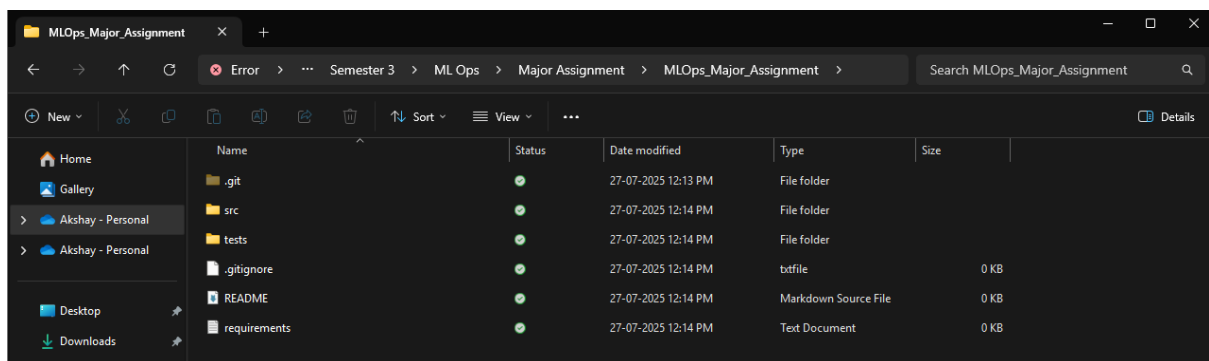 MLOps_Major_Assignment
Error > ... Semester 3 > ML Ops > Major Assignment > MLOps_Major_Assignment > Search MLOps_Major_Assignment
New Sort View ... Details
Name Status Date modified Type Size
Home
Gallery
Akshay - Personal
Akshay - Personal
Desktop
Downloads
.git 27-07-2025 12:13 PM File folder
src 27-07-2025 12:14 PM File folder
tests 27-07-2025 12:14 PM File folder
.gitignore 27-07-2025 12:14 PM txtfile 0 KB
README 27-07-2025 12:14 PM Markdown Source File 0 KB
requirements 27-07-2025 12:14 PM Text Document 0 KB